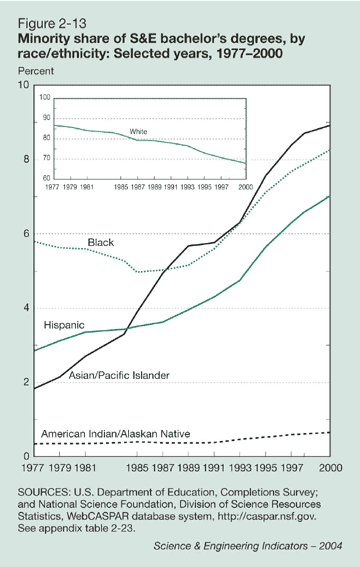 Figure 2-13
Minority share of S&E bachelor's degrees, by
race/ethnicity: Selected years, 1977–2000
Percent
10
100
90
White
80
70
60
1977 1979 1981 1985 1987 1989 1991 1993 1995 1997 2000
8
6
Black
4
Hispanic
Asian/Pacific Islander
2
American Indian/Alaskan Native
0
1977 1979 1981 1985 1987 1989 1991 1993 1995 1997 2000
SOURCES: U.S. Department of Education, Completions Survey;
and National Science Foundation, Division of Science Resources
Statistics, WebCASPAR database system, http://caspar.nsf.gov.
See appendix table 2-23.
Science & Engineering Indicators – 2004